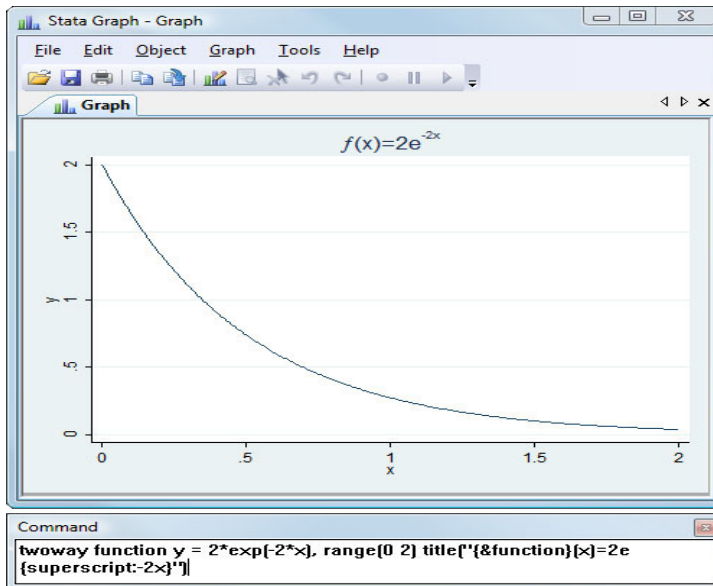 Stata Graph - Graph
File Edit Object Graph Tools Help
Graph
ƒ(x)=2e^-2x
2
1.5
1
.5
0
y
0 .5 1 1.5 2
x
Command
twoway function y = 2*exp(-2*x), range(0 2) title("{&function}(x)=2e
{superscript:-2x}")